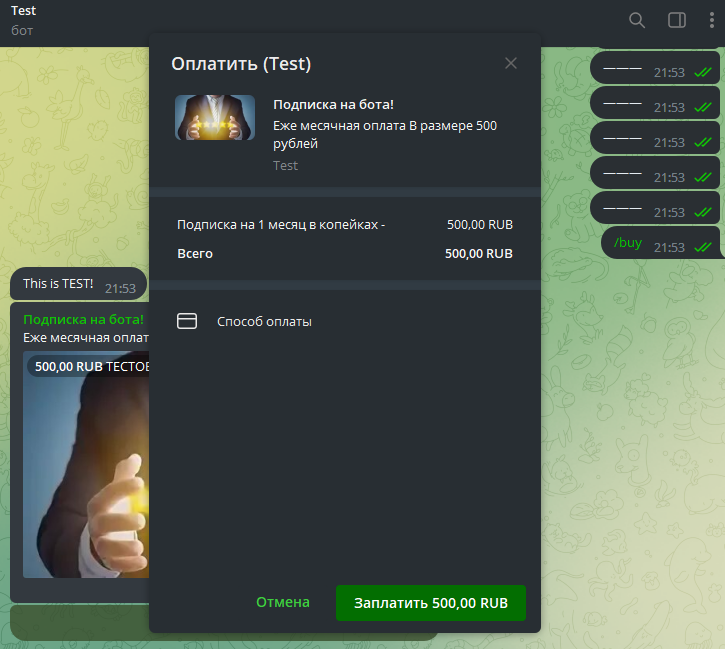 Test
бот
——— 21:53
——— 21:53
——— 21:53
——— 21:53
——— 21:53
/buy 21:53
This is TEST! 21:53
Подписка на бота!
Еже месячная оплат
500,00 RUB ТЕСТОВ
Оплатить (Test)
Подписка на бота!
Еже месячная оплата В размере 500
рублей
Test
Подписка на 1 месяц в копейках - 500,00 RUB
Всего 500,00 RUB
Способ оплаты
Отмена
Заплатить 500,00 RUB